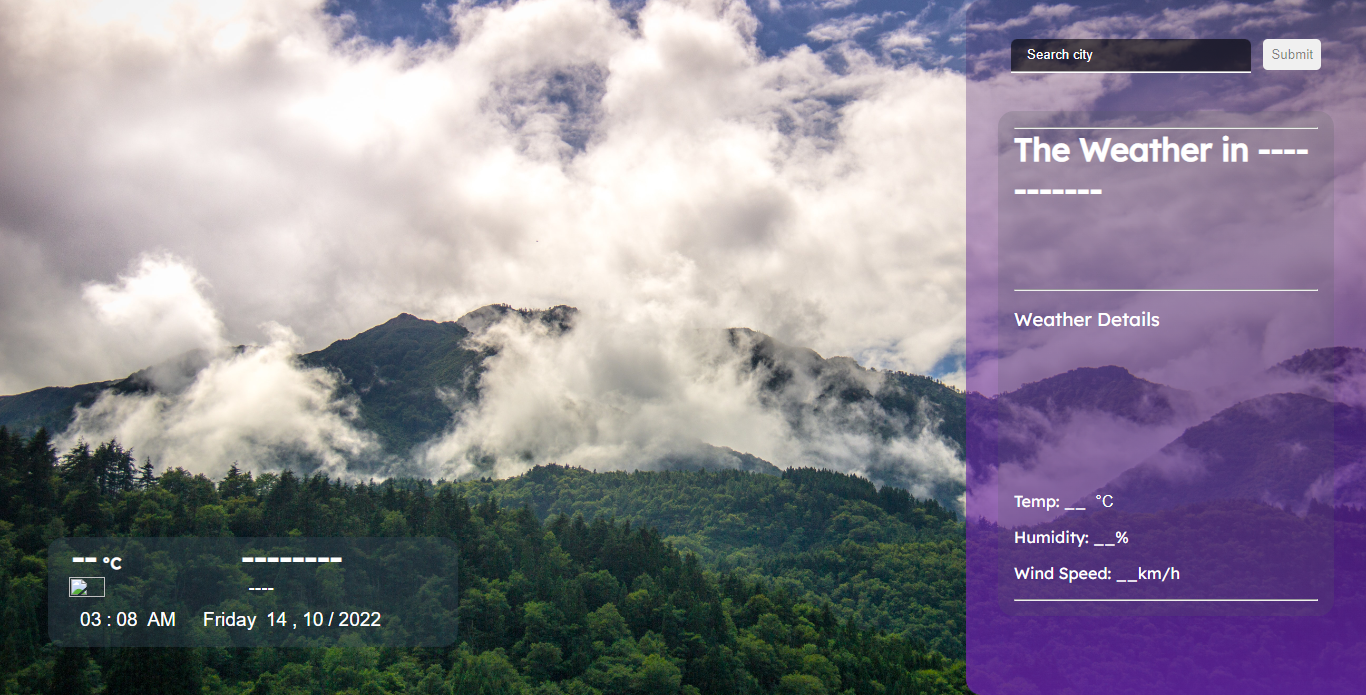 Search city
Submit
The Weather in ----
-------
Weather Details
Temp: __ °C
Humidity: __%
Wind Speed: __km/h
-- °C
--------
----
03 : 08 AM Friday 14 , 10 / 2022